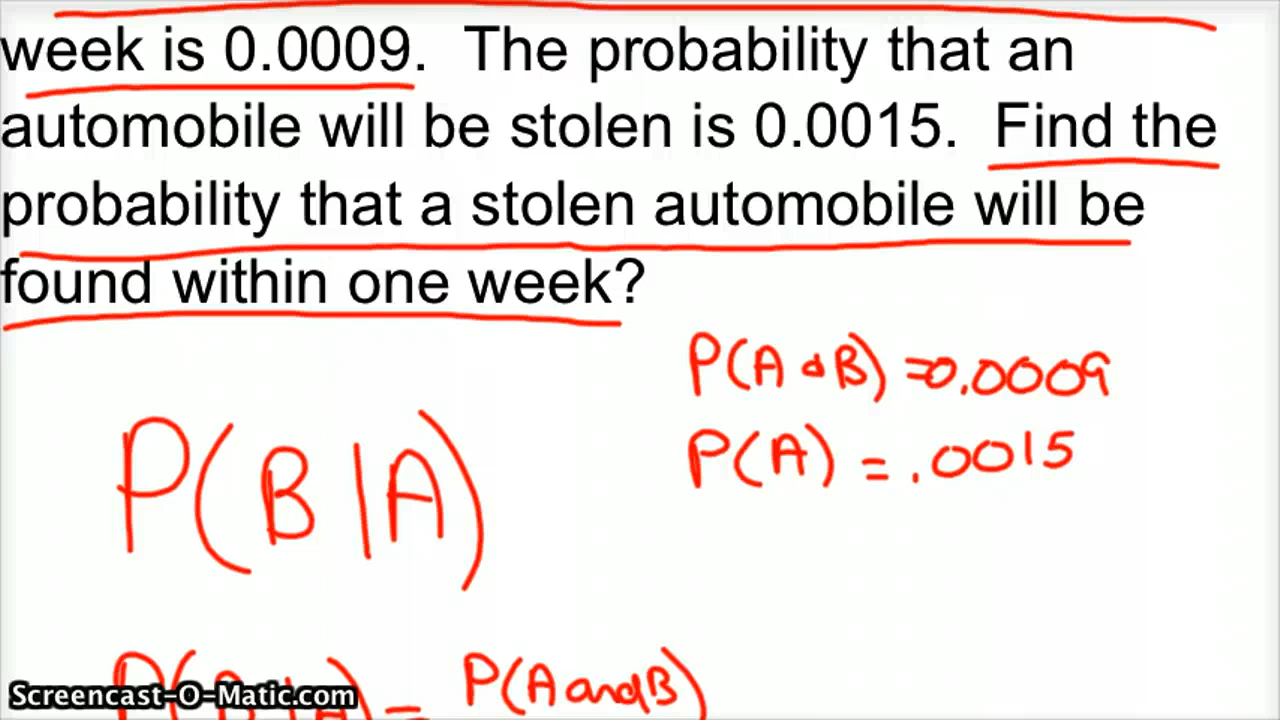 week is 0.0009. The probability that an
automobile will be stolen is 0.0015. Find the
probability that a stolen automobile will be
found within one week?
P(A & B) = 0.0009
P(A) = .0015
P(B|A)
P(B|A) = P(A and B)
Screencast-O-Matic.com